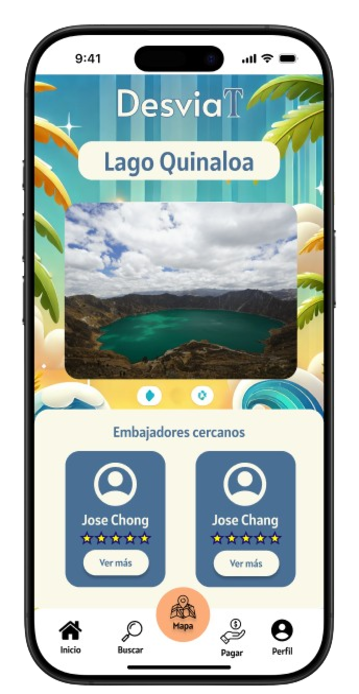 9:41
DesviaT
Lago Quinaloa
Embajadores cercanos
Jose Chong
Jose Chang
Ver más
Ver más
Inicio
Buscar
Mapa
Pagar
Perfil